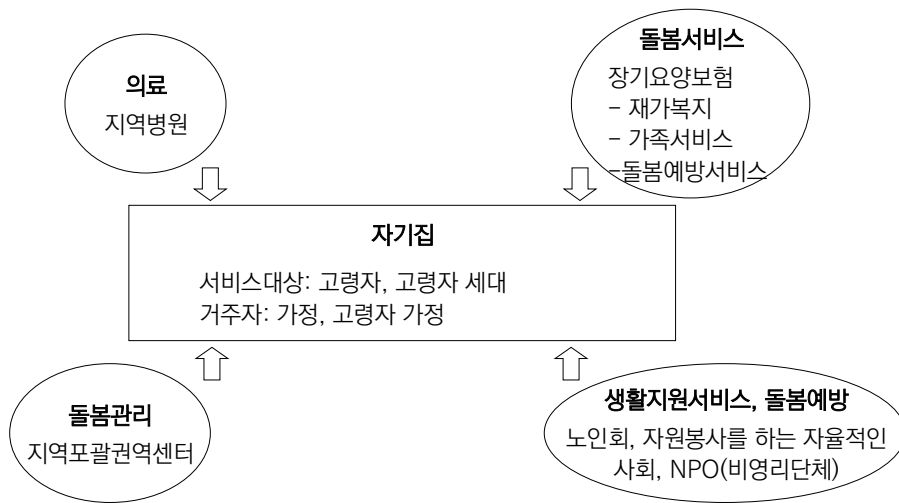 의료
지역병원
돌봄서비스
장기요양보험
- 재가복지
- 가족서비스
-돌봄예방서비스
자기집
서비스대상: 고령자, 고령자 세대
거주자: 가정, 고령자 가정
돌봄관리
지역포괄권역센터
생활지원서비스, 돌봄예방
노인회, 자원봉사를 하는 자율적인
사회, NPO(비영리단체)